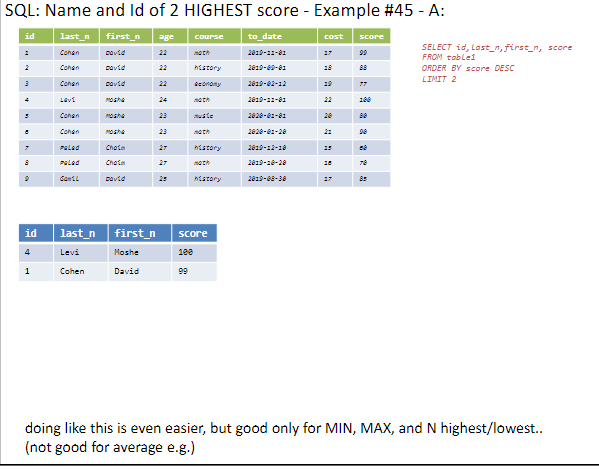 SQL: Name and Id of 2 HIGHEST score - Example #45 - A:
id last_n first_n age course to_date cost score
1 Cohen David 22 math 2019-11-01 17 99
2 Cohen David 22 history 2019-09-01 18 88
3 Cohen David 22 economy 2019-02-12 19 77
4 Levi Moshe 24 math 2019-11-01 22 100
5 Cohen Moshe 23 music 2020-01-01 20 80
6 Cohen Moshe 23 math 2020-01-20 21 90
7 Peled Chaim 27 history 2019-12-10 15 60
8 Peled Chaim 27 math 2019-10-20 16 70
9 Gamil David 25 history 2019-08-30 17 85
SELECT id,last_n,first_n, score
FROM table1
ORDER BY score DESC
LIMIT 2
id last_n first_n score
4 Levi Moshe 100
1 Cohen David 99
doing like this is even easier, but good only for MIN, MAX, and N highest/lowest..
(not good for average e.g.)